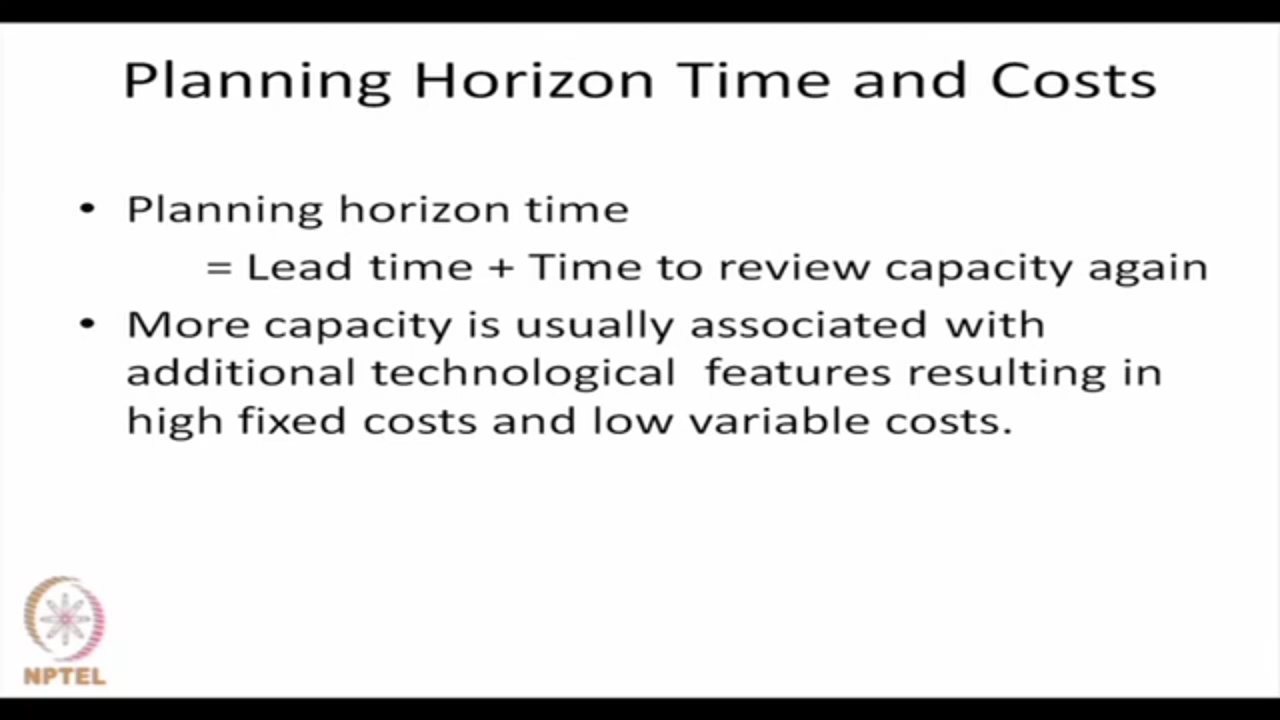 Planning Horizon Time and Costs
• Planning horizon time
= Lead time + Time to review capacity again
• More capacity is usually associated with
additional technological features resulting in
high fixed costs and low variable costs.
NPTEL